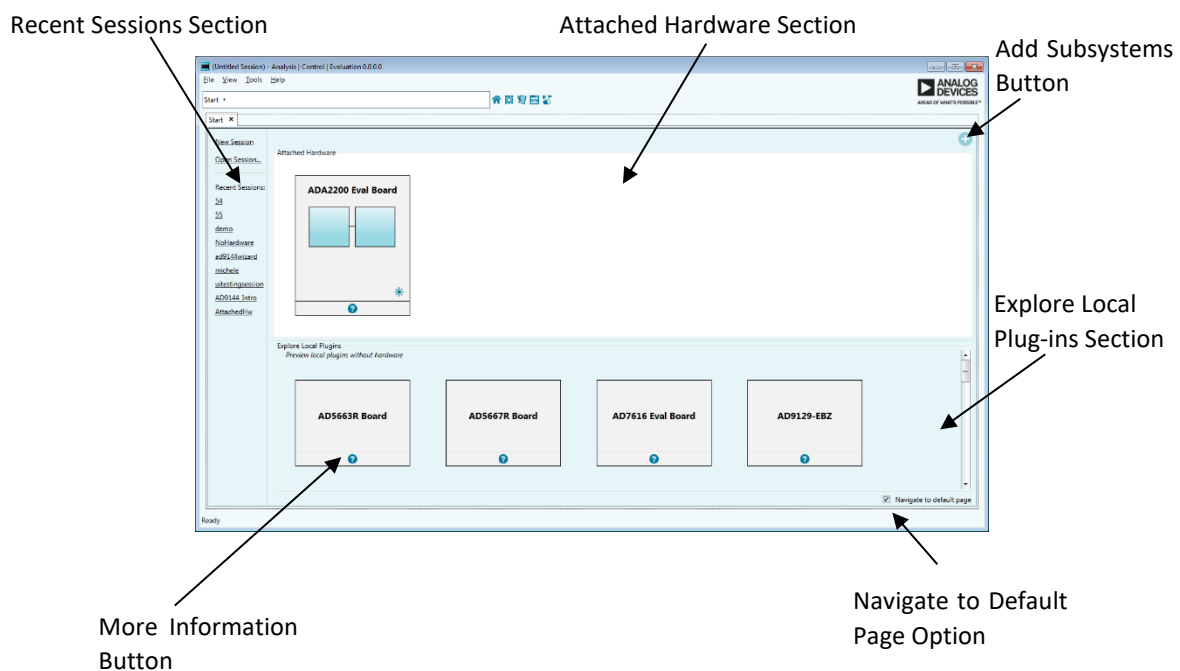 Recent Sessions Section
Attached Hardware Section
Add Subsystems
Button
(Untitled Session) - Analysis | Control | Evaluation 0.0.0.0
File View Tools Help
Start
ANALOG
DEVICES
AHEAD OF WHAT'S POSSIBLE™
Start
New Session
Open Session...
Recent Sessions:
54
55
demo
NoHardware
ad9144wizard
michele
uitestingsession
AD9144 Intro
AttachedHw
Attached Hardware
ADA2200 Eval Board
?
Explore Local
Plug-ins Section
Explore Local Plugins
Preview local plugins without hardware
AD5663R Board
AD5667R Board
AD7616 Eval Board
AD9129-EBZ
? ? ? ?
Navigate to default page
Ready
More Information
Button
Navigate to Default
Page Option